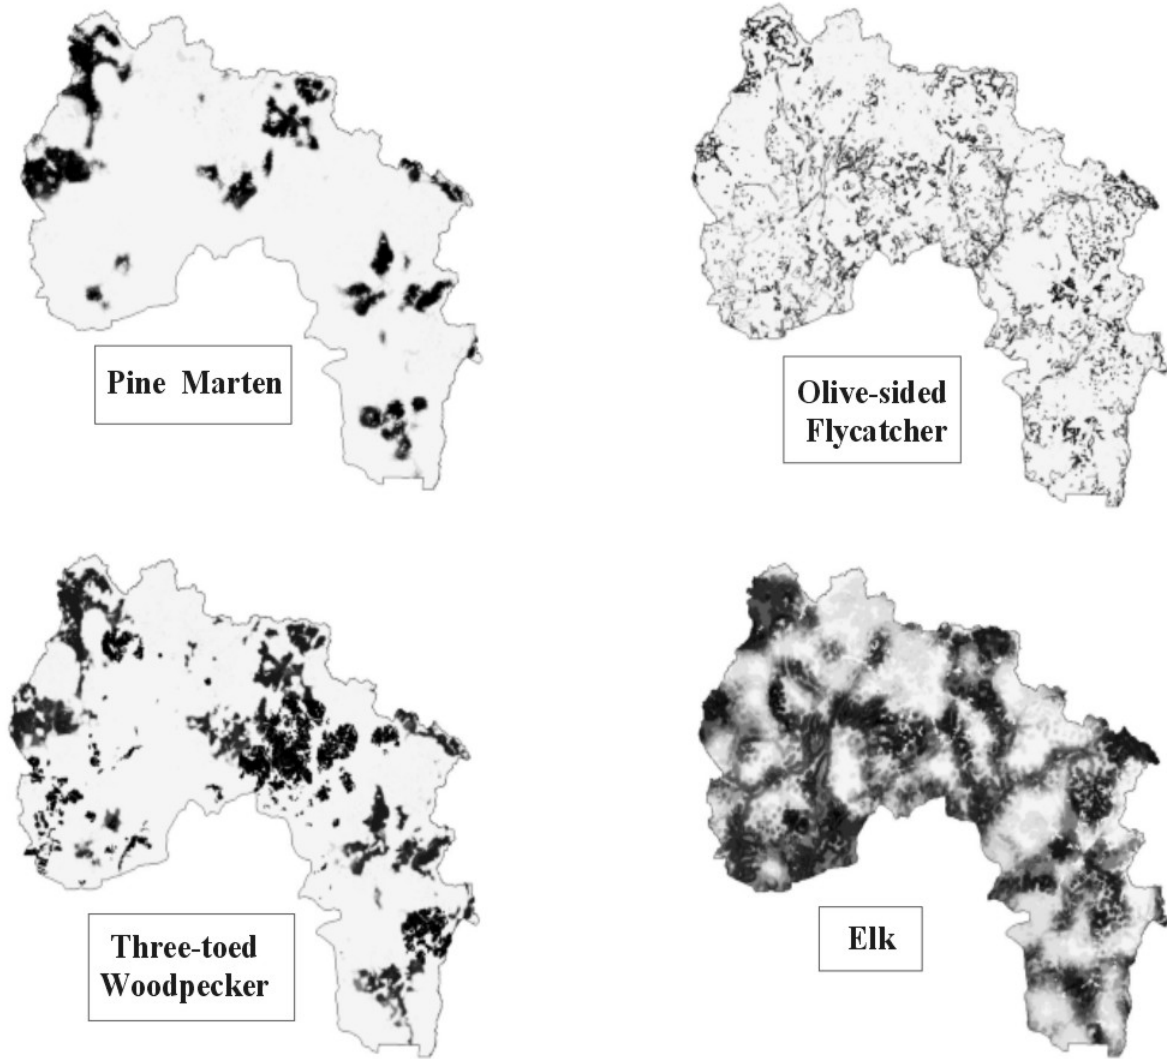 Pine Marten
Olive-sided
Flycatcher
Three-toed
Woodpecker
Elk